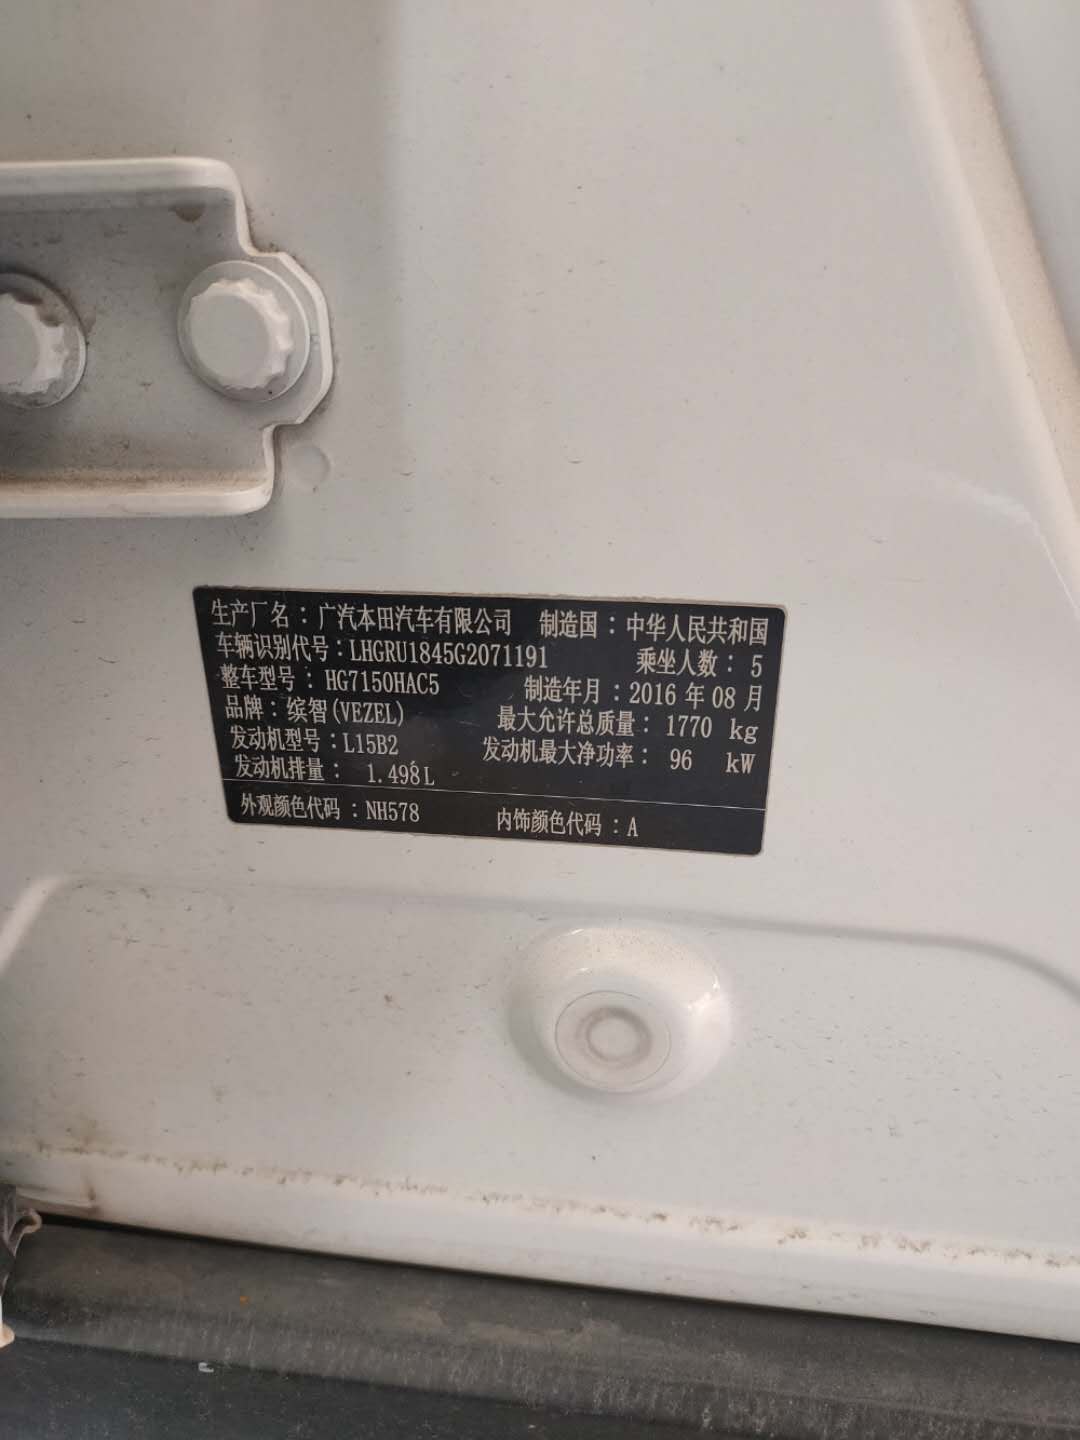 生产厂名：广汽本田汽车有限公司 制造国：中华人民共和国
车辆识别代号：LHGRU1845G2071191 乘坐人数：5
整车型号：HG7150HAC5 制造年月：2016年08月
品牌：缤智(VEZEL) 最大允许总质量：1770 kg
发动机型号：L15B2 发动机最大净功率：96 kW
发动机排量：1.498L
外观颜色代码：NH578 内饰颜色代码：A